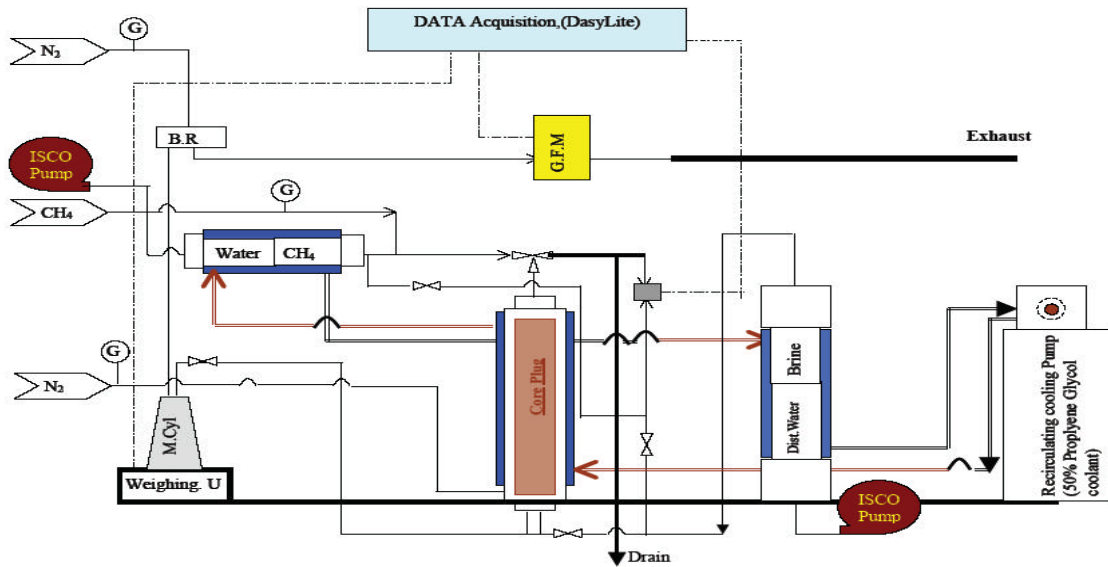 DATA Acquisition,(DasyLite)
G
N₂
B.R
G.F.M
Exhaust
ISCO
Pump
CH₄
G
Water
CH₄
G
N₂
M.Cyl
Weighing. U
Core Plug
Brine
Dist.Water
Recirculating cooling Pump
(50% Proplyene Glycol
coolant)
ISCO
Pump
Drain